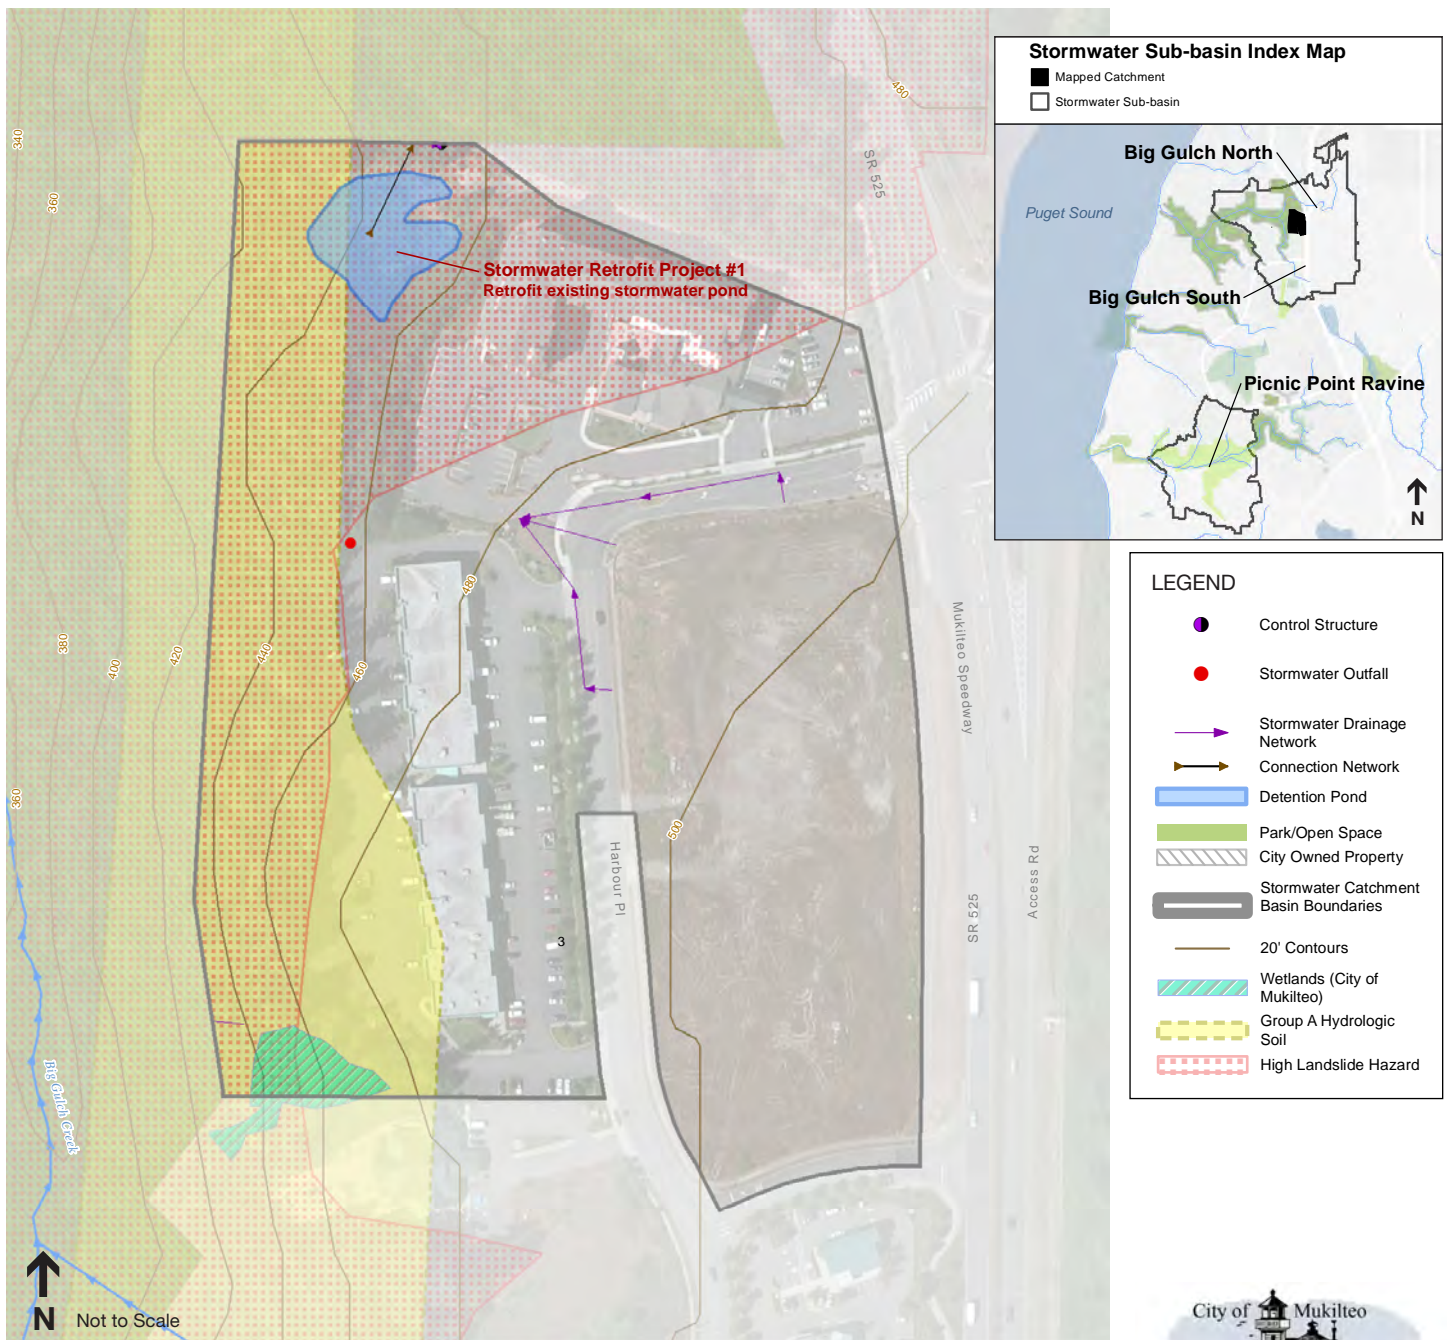 Stormwater Sub-basin Index Map
Mapped Catchment
Stormwater Sub-basin
Big Gulch North
Puget Sound
Big Gulch South
Picnic Point Ravine
N
480
SR 525
340
360
Stormwater Retrofit Project #1
Retrofit existing stormwater pond
480
Mukilteo Speedway
380
400
420
440
460
360
500
Harbour Pl
Access Rd
SR 525
3
Big Gulch Creek
N
Not to Scale
LEGEND
Control Structure
Stormwater Outfall
Stormwater Drainage
Network
Connection Network
Detention Pond
Park/Open Space
City Owned Property
Stormwater Catchment
Basin Boundaries
20' Contours
Wetlands (City of
Mukilteo)
Group A Hydrologic
Soil
High Landslide Hazard
City of Mukilteo